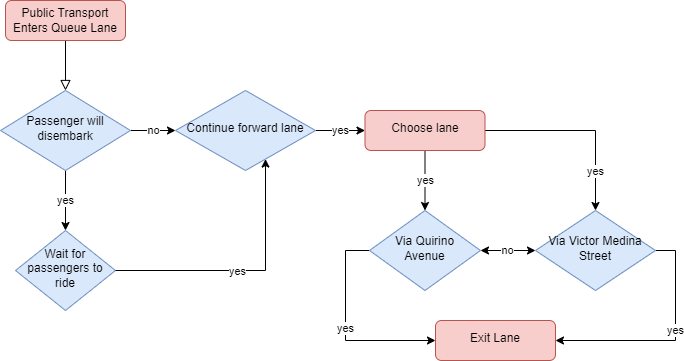 Public Transport
Enters Queue Lane
Passenger will
disembark
no
Continue forward lane
yes
Choose lane
yes
yes
yes
Wait for
passengers to
ride
yes
Via Quirino
Avenue
no
Via Victor Medina
Street
yes
Exit Lane
yes